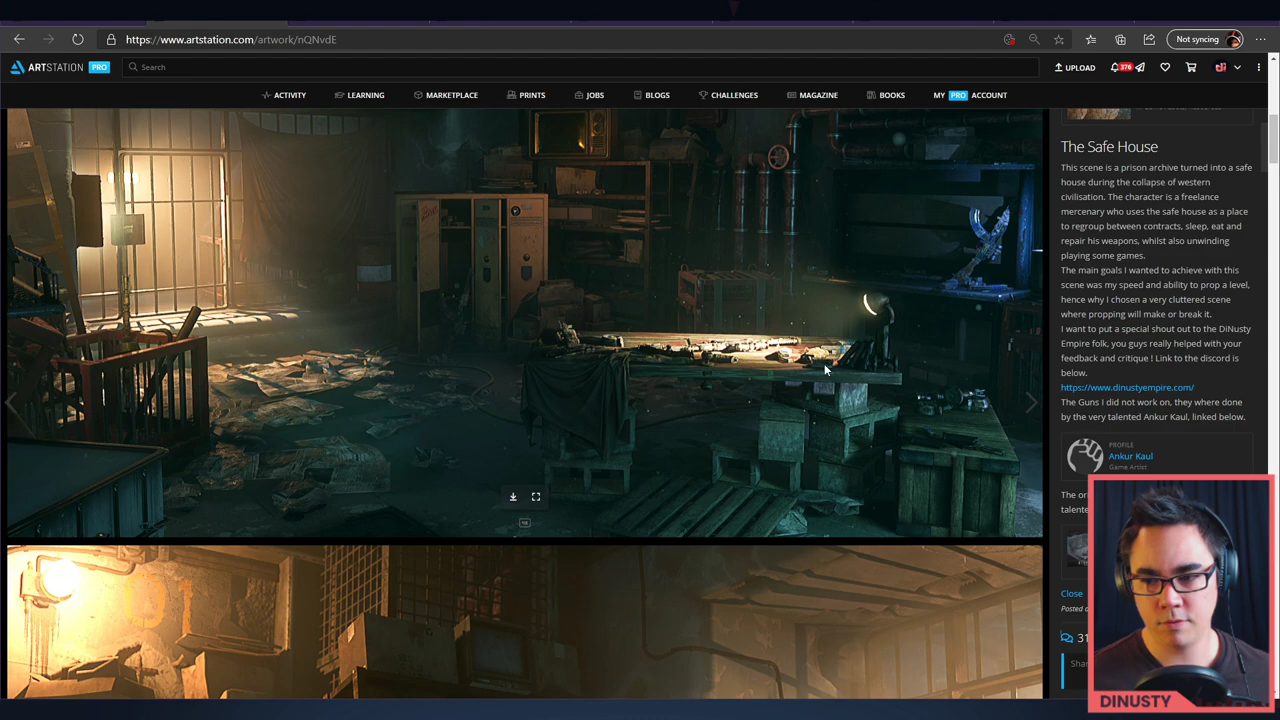 https://www.artstation.com/artwork/nQNvdE
Not syncing
ARTSTATION PRO
Search
UPLOAD
376
ACTIVITY
LEARNING
MARKETPLACE
PRINTS
JOBS
BLOGS
CHALLENGES
MAGAZINE
BOOKS
MY PRO ACCOUNT
The Safe House
This scene is a prison archive turned into a safe
house during the collapse of western
civilisation. The character is a freelance
mercenary who uses the safe house as a place
to regroup between contracts, sleep, eat and
repair his weapons, whilst also unwinding
playing some games.
The main goals I wanted to achieve with this
scene was my speed and ability to prop a level,
hence why I chosen a very cluttered scene
where propping will make or break it.
I want to put a special shout out to the DiNusty
Empire folk, you guys really helped with your
feedback and critique ! Link to the discord is
below.
https://www.dinustyempire.com/
The Guns I did not work on, they where done
by the very talented Ankur Kaul, linked below.
PROFILE
Ankur Kaul
Game Artist
4K
The or
talente
Close
Posted
31
Shar
DINUSTY